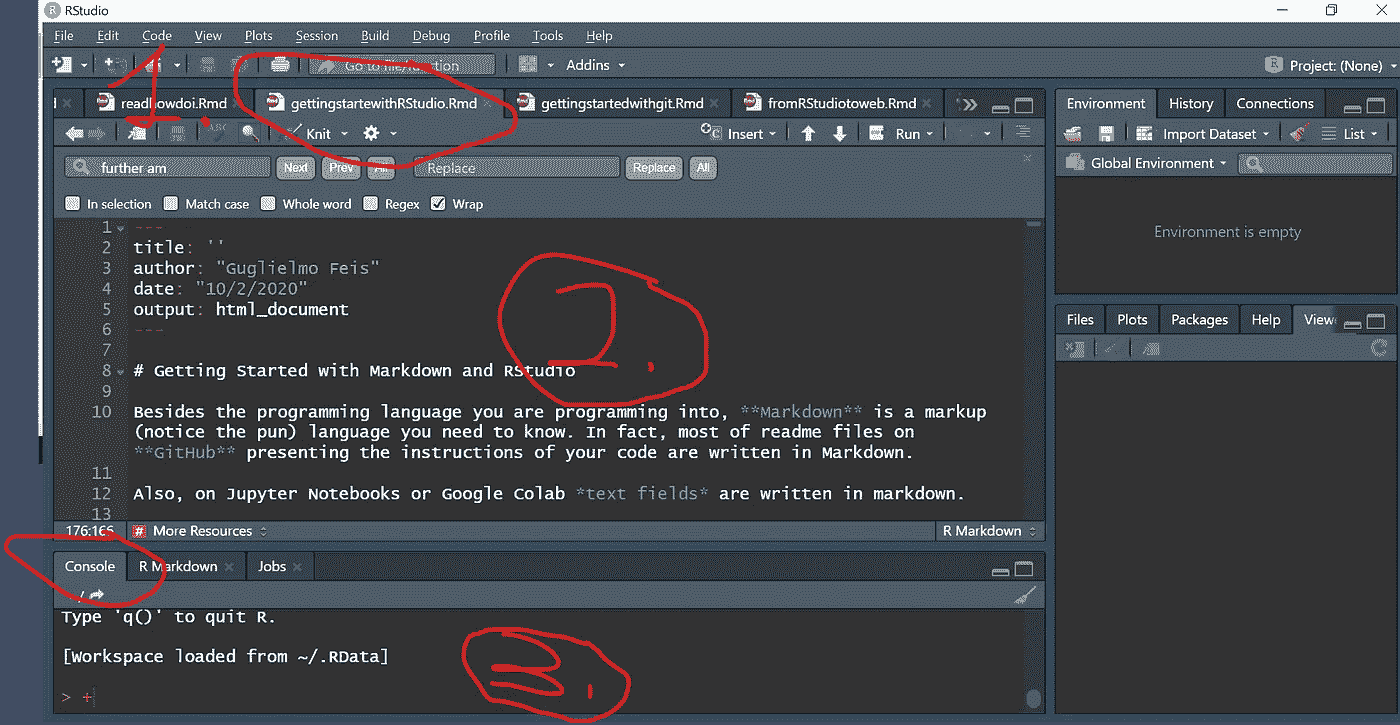 RStudio
File Edit Code View Plots Session Build Debug Profile Tools Help
Go to file/function Addins Project: (None)
1.
readhowdoi.Rmd gettingstartewithRStudio.Rmd gettingstartedwithgit.Rmd fromRStudiotoweb.Rmd
Environment History Connections
ABC Knit Insert Run
Import Dataset List
further am Next Prev All Replace Replace All
Global Environment
In selection Match case Whole word Regex Wrap
Environment is empty
1 ---
2 title: ''
3 author: "Guglielmo Feis"
4 date: "10/2/2020"
5 output: html_document
6 ---
7
8 # Getting Started with Markdown and RStudio
9
10 Besides the programming language you are programming into, **Markdown** is a markup
(notice the pun) language you need to know. In fact, most of readme files on
**GitHub** presenting the instructions of your code are written in Markdown.
11
12 Also, on Jupyter Notebooks or Google Colab *text fields* are written in markdown.
13
2.
Files Plots Packages Help View
176:166 # More Resources R Markdown
Console R Markdown Jobs
~/
Type 'q()' to quit R.
[Workspace loaded from ~/.RData]
> +
3.